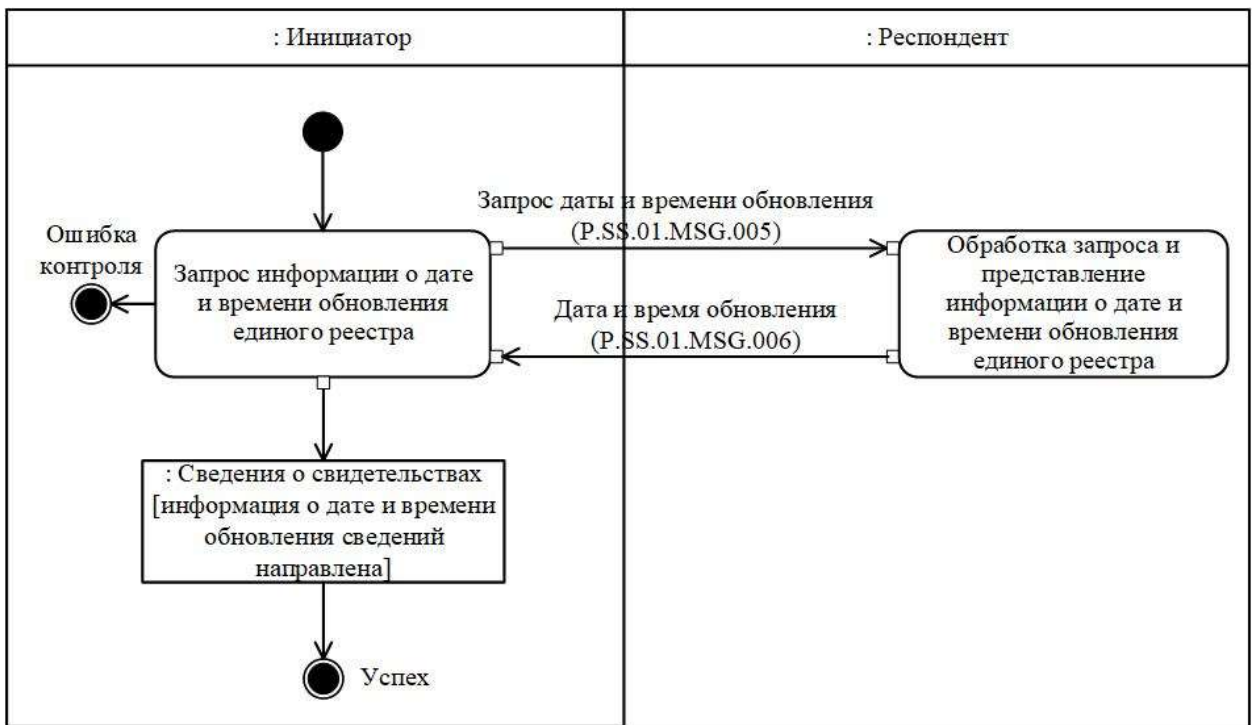 : Инициатор
: Респондент
Запрос даты и времени обновления
(P.SS.01.MSG.005)
Ошибка
контроля
Запрос информации о дате
и времени обновления
единого реестра
Обработка запроса и
представление
информации о дате и
времени обновления
единого реестра
Дата и время обновления
(P.SS.01.MSG.006)
: Сведения о свидетельствах
[информация о дате и времени
обновления сведений
направлена]
Успех